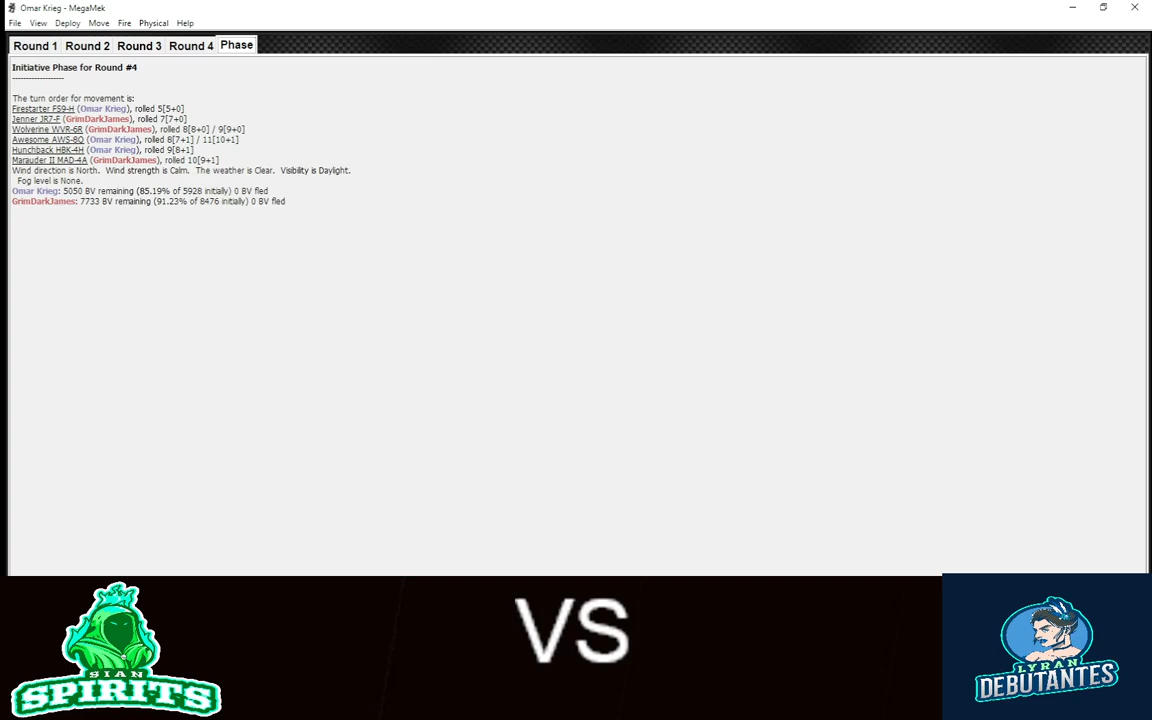 Omar Krieg - MegaMek
File View Deploy Move Fire Physical Help
Round 1 Round 2 Round 3 Round 4 Phase
Initiative Phase for Round #4
--------------------
The turn order for movement is:
Firestarter FS9-H (Omar Krieg), rolled 5[5+0]
Jenner JR7-F (GrimDarkJames), rolled 7[7+0]
Wolverine WVR-6R (GrimDarkJames), rolled 8[8+0] / 9[9+0]
Awesome AWS-8Q (Omar Krieg), rolled 8[7+1] / 11[10+1]
Hunchback HBK-4H (Omar Krieg), rolled 9[8+1]
Marauder II MAD-4A (GrimDarkJames), rolled 10[9+1]
Wind direction is North. Wind strength is Calm. The weather is Clear. Visibility is Daylight.
Fog level is None.
Omar Krieg: 5050 BV remaining (85.19% of 5928 initially) 0 BV fled
GrimDarkJames: 7733 BV remaining (91.23% of 8476 initially) 0 BV fled
SIAN
SPIRITS
VS
LYRAN
DEBUTANTES